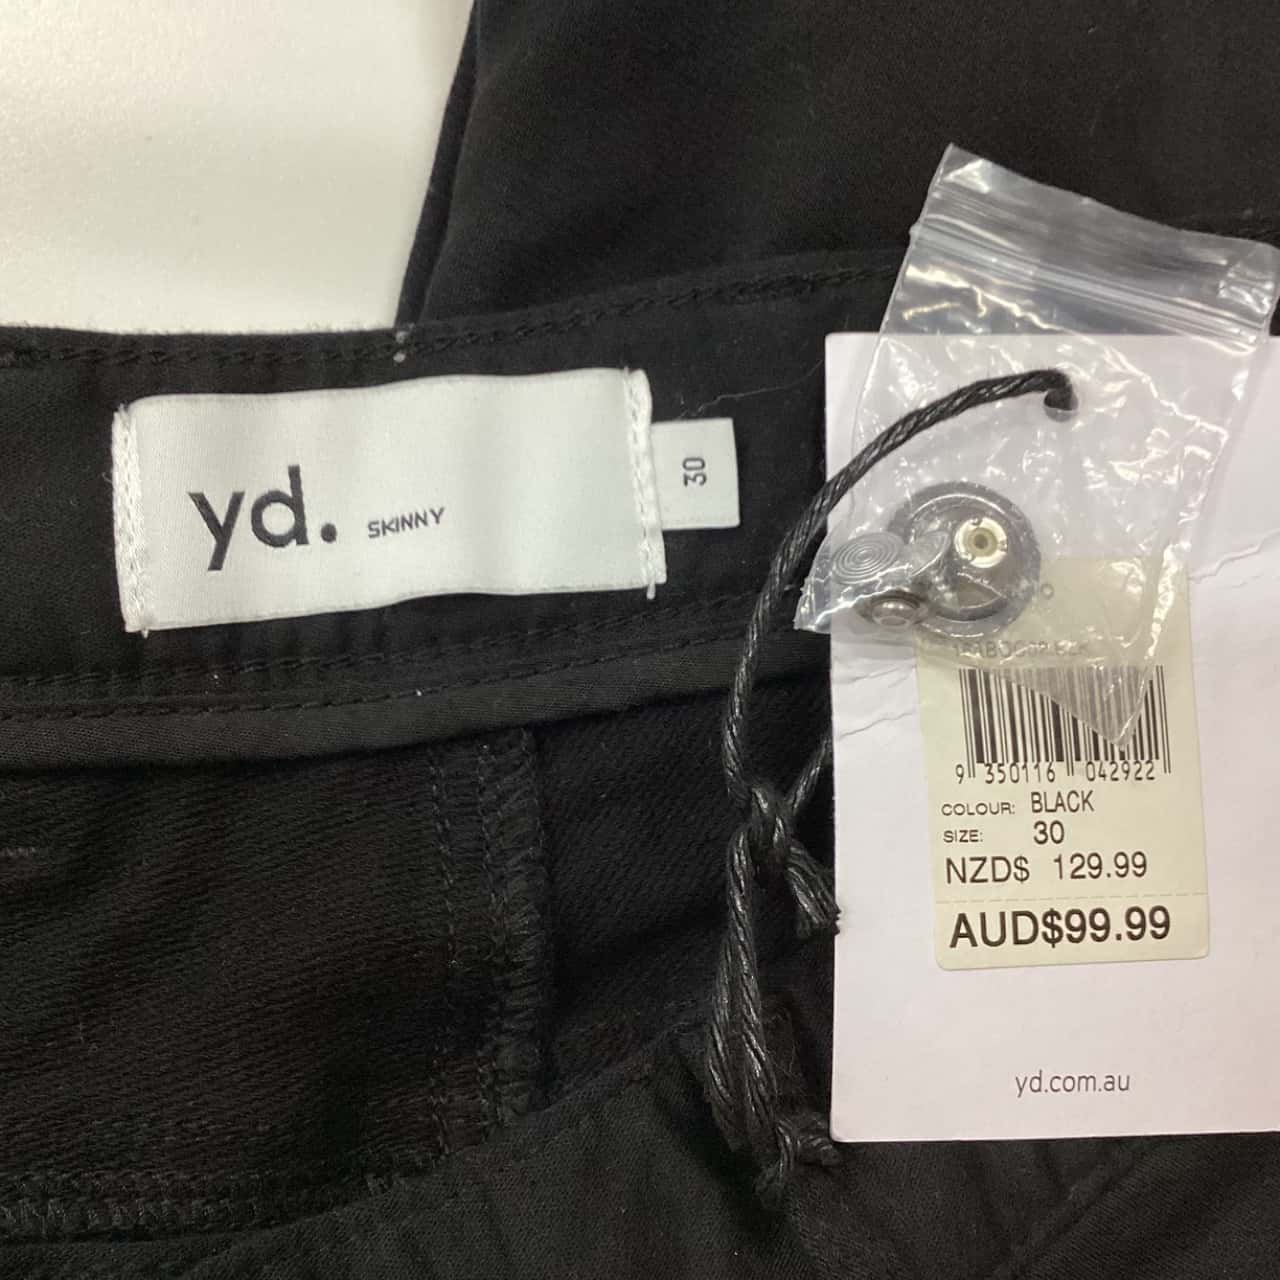 yd. SKINNY
30
9 350116 042922
COLOUR: BLACK
SIZE: 30
NZD$ 129.99
AUD$99.99
yd.com.au